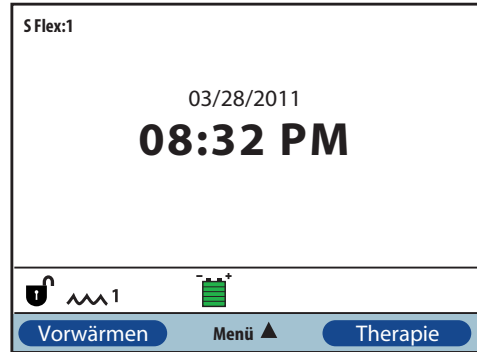 S Flex:1
03/28/2011
08:32 PM
1
- +
Vorwärmen Menü ▲ Therapie